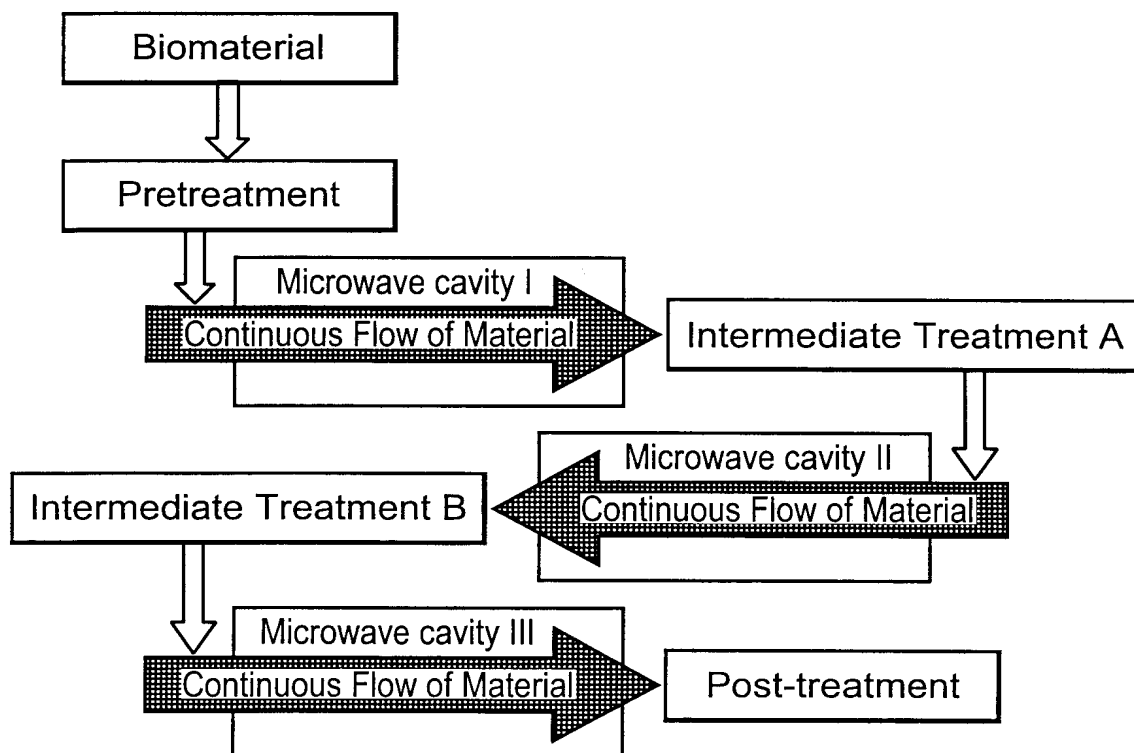 Biomaterial
Pretreatment
Microwave cavity I
Continuous Flow of Material
Intermediate Treatment A
Microwave cavity II
Continuous Flow of Material
Intermediate Treatment B
Microwave cavity III
Continuous Flow of Material
Post-treatment